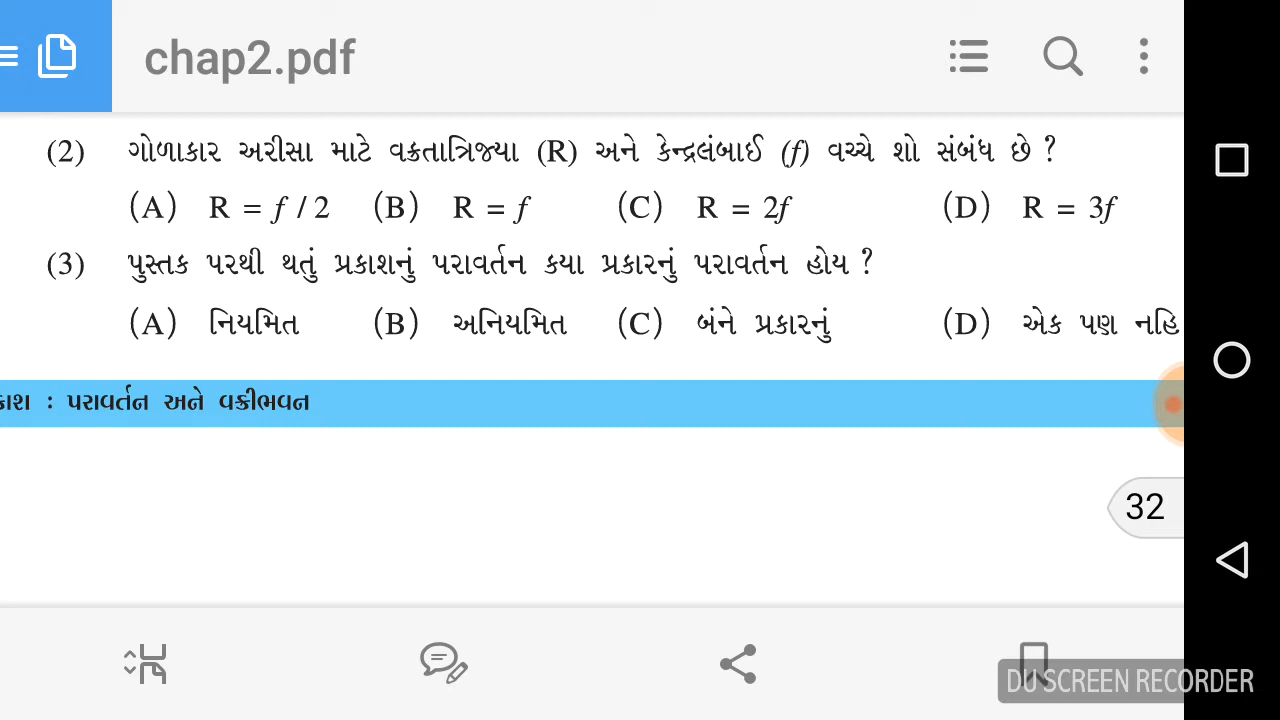 chap2.pdf
(2) ગોળાકાર અરીસા માટે વક્રતાત્રિજ્યા (R) અને કેન્દ્રલંબાઈ (f) વચ્ચે શો સંબંધ છે ?
(A) R = f / 2 (B) R = f (C) R = 2f (D) R = 3f
(3) પુસ્તક પરથી થતું પ્રકાશનું પરાવર્તન કયા પ્રકારનું પરાવર્તન હોય ?
(A) નિયમિત (B) અનિયમિત (C) બંને પ્રકારનું (D) એક પણ નહિ
કાશ : પરાવર્તન અને વક્રીભવન
32
DU SCREEN RECORDER